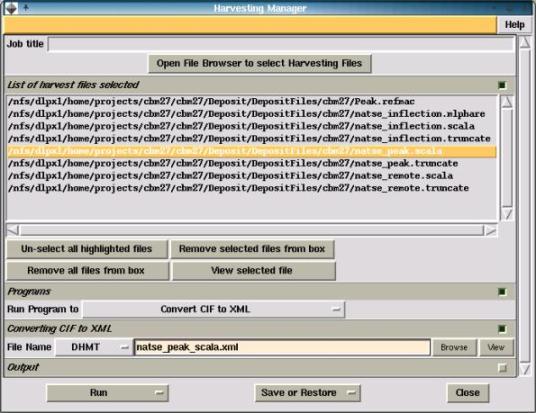 Harvesting Manager
Help
Job title
Open File Browser to select Harvesting Files
List of harvest files selected
/nfs/dlpx1/home/projects/cbm27/cbm27/Deposit/DepositFiles/cbm27/Peak.refmac
/nfs/dlpx1/home/projects/cbm27/cbm27/Deposit/DepositFiles/cbm27/natse_inflection.mlphare
/nfs/dlpx1/home/projects/cbm27/cbm27/Deposit/DepositFiles/cbm27/natse_inflection.scala
/nfs/dlpx1/home/projects/cbm27/cbm27/Deposit/DepositFiles/cbm27/natse_inflection.truncate
/nfs/dlpx1/home/projects/cbm27/cbm27/Deposit/DepositFiles/cbm27/natse_peak.scala
/nfs/dlpx1/home/projects/cbm27/cbm27/Deposit/DepositFiles/cbm27/natse_peak.truncate
/nfs/dlpx1/home/projects/cbm27/cbm27/Deposit/DepositFiles/cbm27/natse_remote.scala
/nfs/dlpx1/home/projects/cbm27/cbm27/Deposit/DepositFiles/cbm27/natse_remote.truncate
Un-select all highlighted files Remove selected files from box
Remove all files from box View selected file
Programs
Run Program to Convert CIF to XML
Converting CIF to XML
File Name DHMT natse_peak_scala.xml Browse View
Output
Run Save or Restore Close